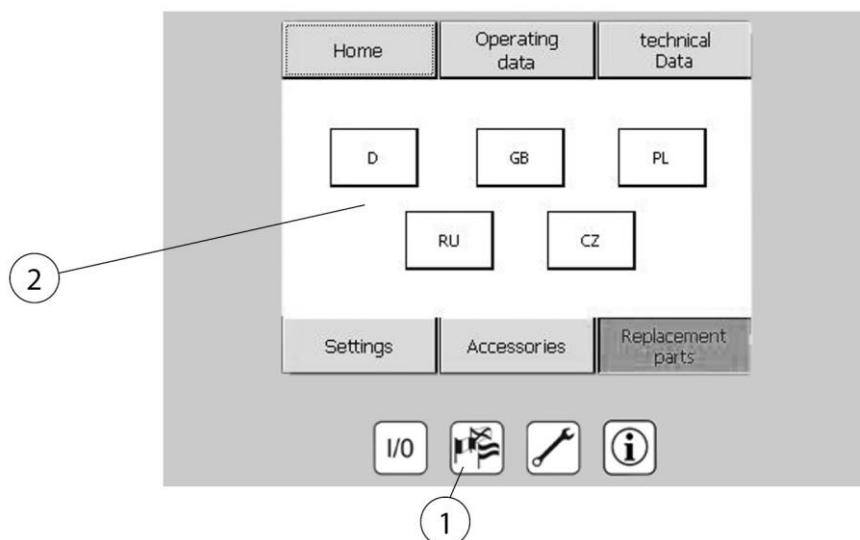 Home
Operating
data
technical
Data
D
GB
PL
RU
CZ
2
Settings
Accessories
Replacement
parts
I/0
i
1